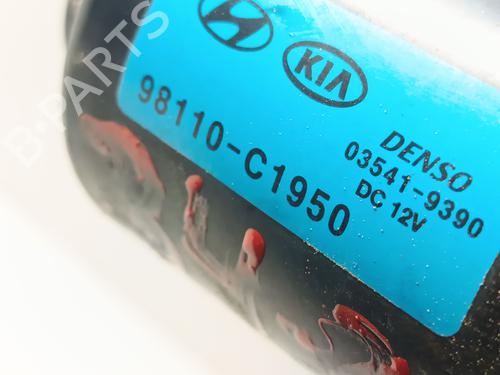 B-PARTS
KIA
98110-C1950
DENSO
03541-9390
DC 12V